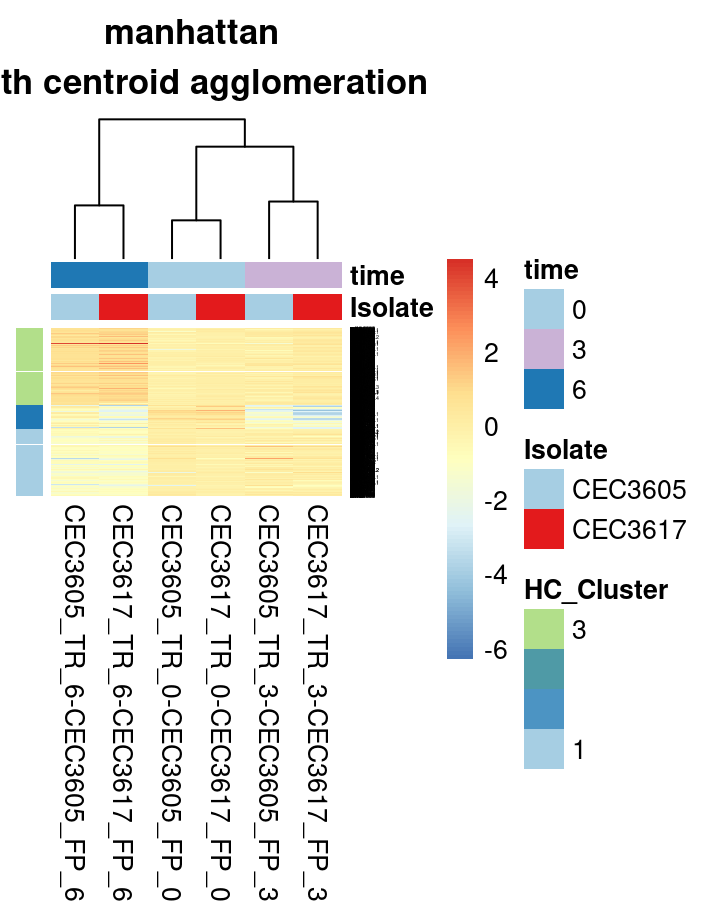 manhattan
th centroid agglomeration
time
Isolate
4
2
0
-2
-4
-6
time
0
3
6
Isolate
CEC3605
CEC3617
HC_Cluster
3
1
CEC3605_TR_6-CEC3605_FP_6
CEC3617_TR_6-CEC3617_FP_6
CEC3605_TR_0-CEC3605_FP_0
CEC3617_TR_0-CEC3617_FP_0
CEC3605_TR_3-CEC3605_FP_3
CEC3617_TR_3-CEC3617_FP_3